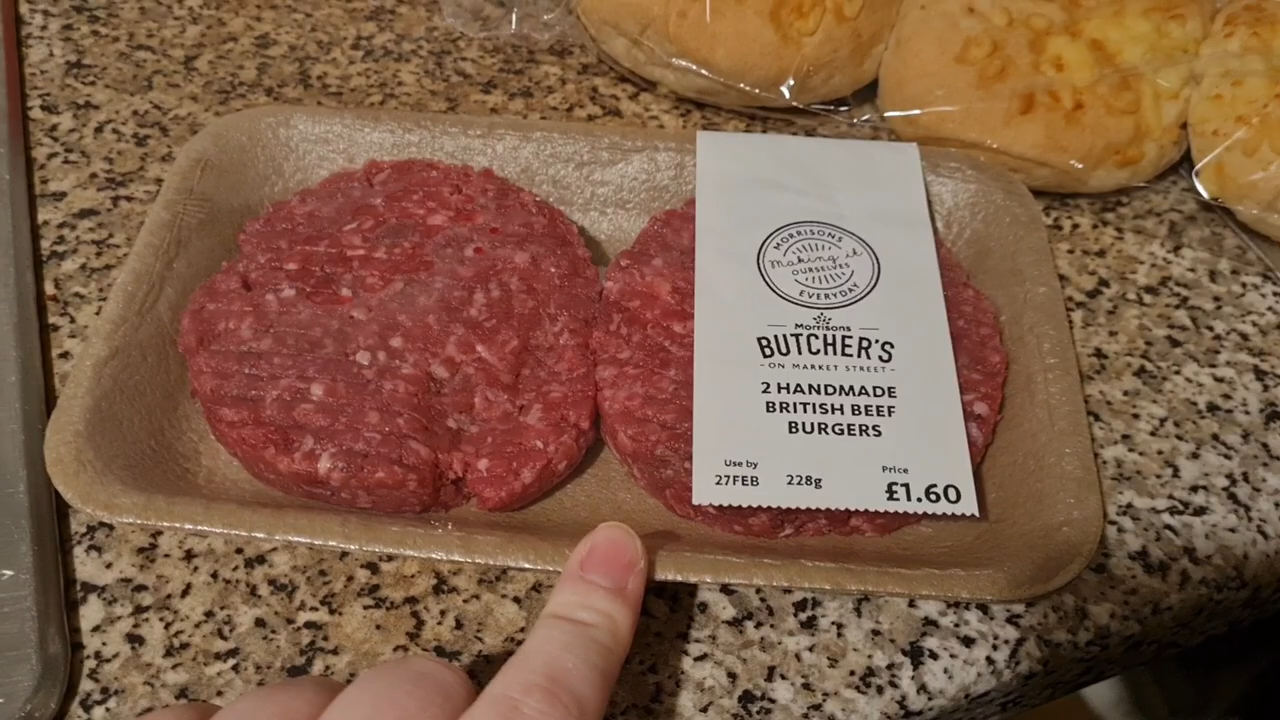 MORRISONS
Making it
OURSELVES
EVERYDAY
Morrisons
BUTCHER'S
-ON MARKET STREET-
2 HANDMADE
BRITISH BEEF
BURGERS
Use by
27FEB
228g
Price
£1.60